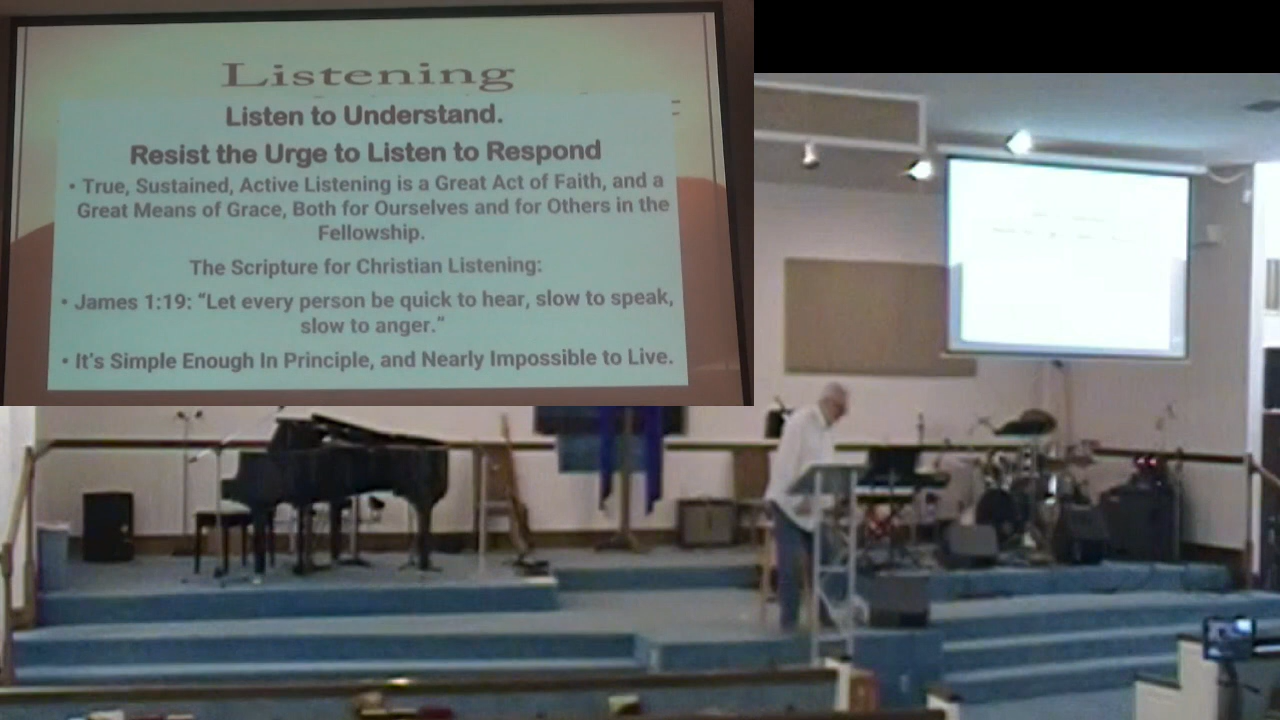 Listening
Listen to Understand.
Resist the Urge to Listen to Respond
• True, Sustained, Active Listening is a Great Act of Faith, and a
Great Means of Grace, Both for Ourselves and for Others in the
Fellowship.
The Scripture for Christian Listening:
• James 1:19: “Let every person be quick to hear, slow to speak,
slow to anger.”
• It’s Simple Enough In Principle, and Nearly Impossible to Live.